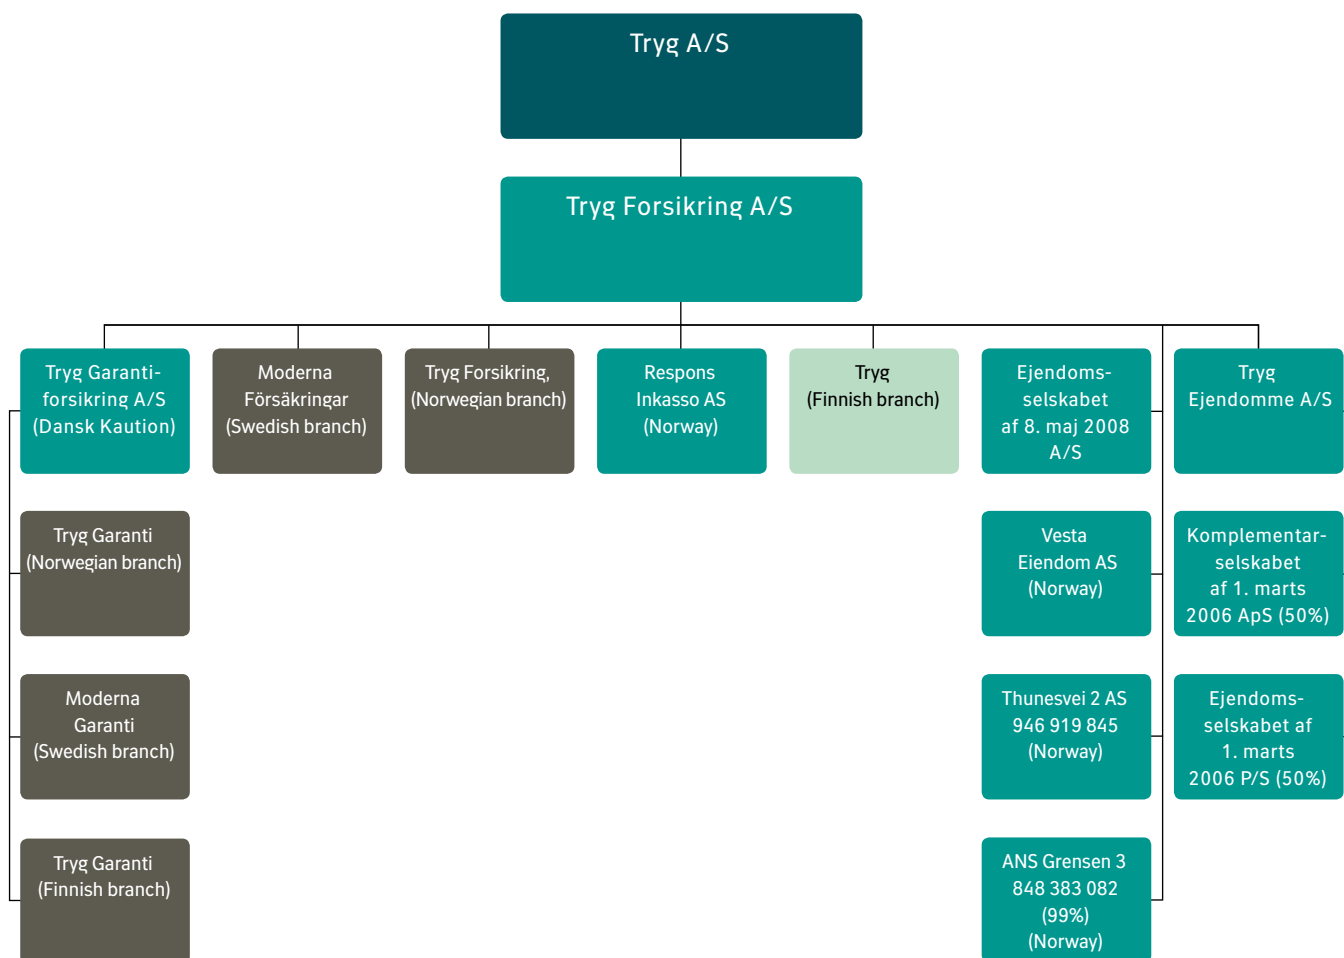 Tryg A/S
Tryg Forsikring A/S
Tryg Garanti-
forsikring A/S
(Dansk Kaution)
Moderna
Försäkringar
(Swedish branch)
Tryg Forsikring,
(Norwegian branch)
Respons
Inkasso AS
(Norway)
Tryg
(Finnish branch)
Ejendoms-
selskabet
af 8. maj 2008
A/S
Tryg
Ejendomme A/S
Tryg Garanti
(Norwegian branch)
Vesta
Eiendom AS
(Norway)
Komplementar-
selskabet
af 1. marts
2006 ApS (50%)
Moderna
Garanti
(Swedish branch)
Thunesvei 2 AS
946 919 845
(Norway)
Ejendoms-
selskabet af
1. marts
2006 P/S (50%)
Tryg Garanti
(Finnish branch)
ANS Grensen 3
848 383 082
(99%)
(Norway)